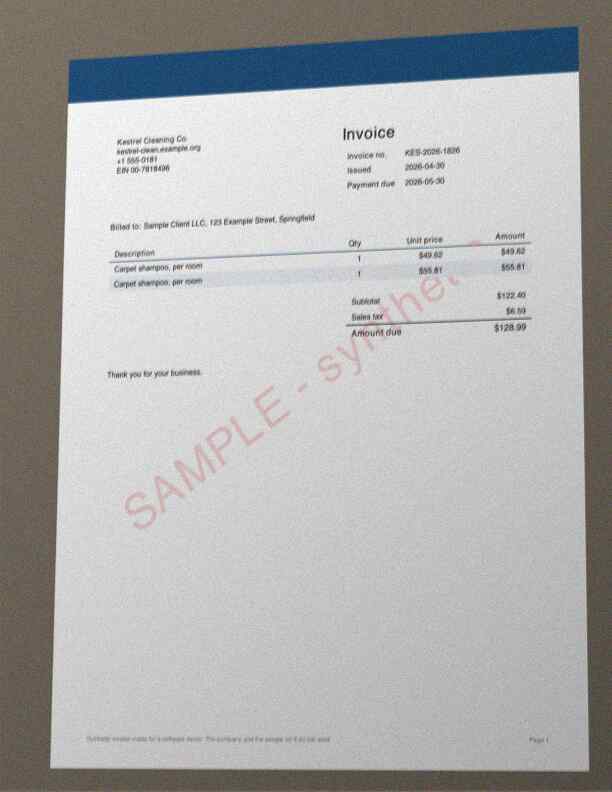 Kestrel Cleaning Co
kestrel-clean.example.org
+1 555-0181
EIN 00-7818496
Invoice
Invoice no. KES-2026-1826
Issued 2026-04-30
Payment due 2026-05-30
Billed to: Sample Client LLC, 123 Example Street, Springfield
Description Qty Unit price Amount
Carpet shampoo, per room 1 $49.62 $49.62
Carpet shampoo, per room 1 $55.81 $55.81
Subtotal $122.40
Sales tax $6.59
Amount due $128.99
Thank you for your business.
SAMPLE - synthetic
Page 1